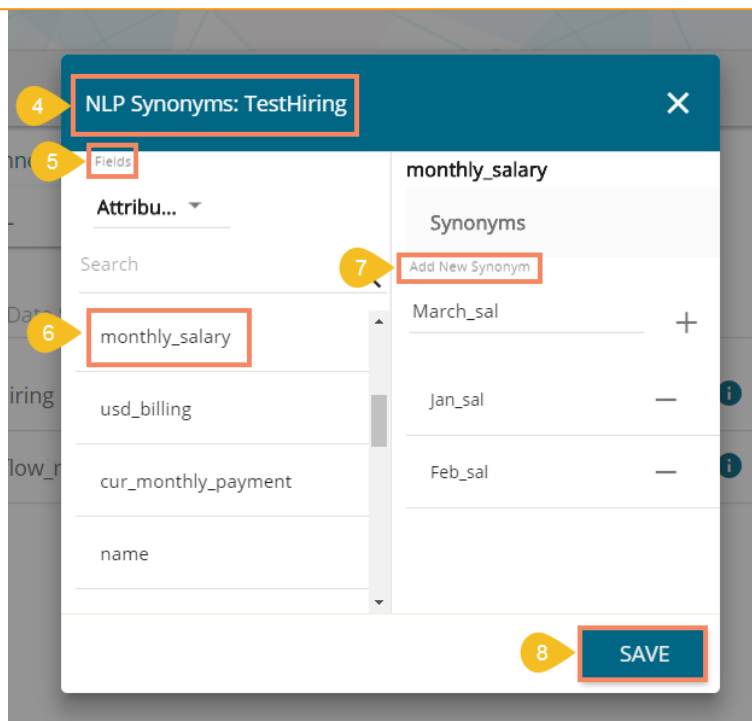 4
NLP Synonyms: TestHiring
5
Fields
monthly_salary
Attribu...
Synonyms
Search
7
Add New Synonym
March_sal
6
monthly_salary
iring
Jan_sal
usd_billing
Feb_sal
cur_monthly_payment
name
8
SAVE